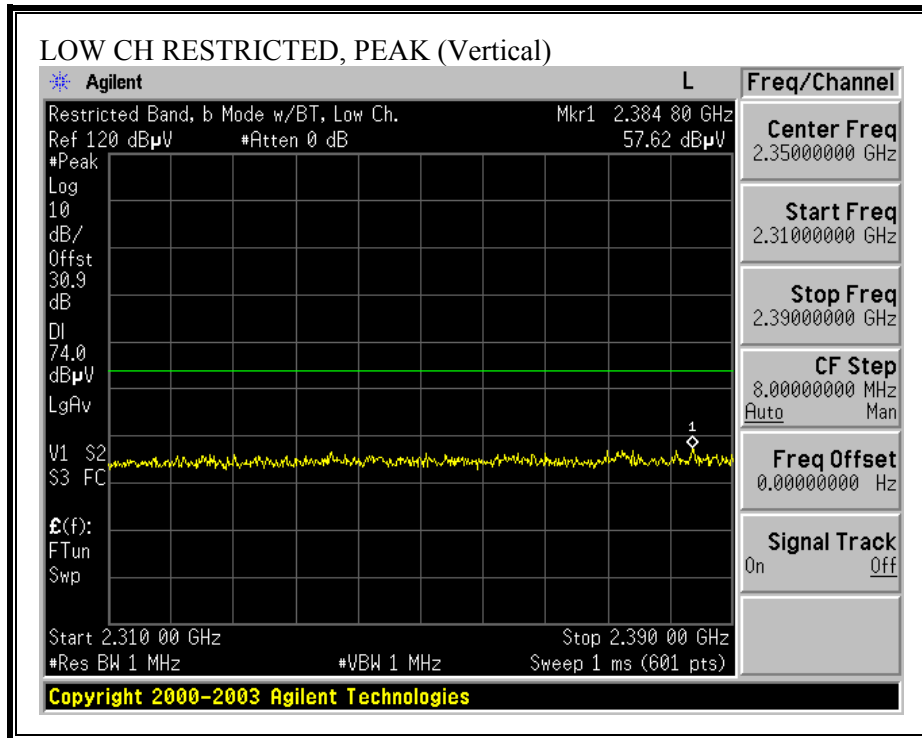 LOW CH RESTRICTED, PEAK (Vertical)
Agilent L Freq/Channel
Restricted Band, b Mode w/BT, Low Ch. Mkr1 2.384 80 GHz
Ref 120 dBµV #Atten 0 dB 57.62 dBµV
#Peak
Log
10
dB/
Offst
30.9
dB
DI
74.0
dBµV
LgAv
V1 S2
S3 FC
£(f):
FTun
Swp
1
Start 2.310 00 GHz Stop 2.390 00 GHz
#Res BW 1 MHz #VBW 1 MHz Sweep 1 ms (601 pts)
Center Freq
2.35000000 GHz
Start Freq
2.31000000 GHz
Stop Freq
2.39000000 GHz
CF Step
8.00000000 MHz
Auto Man
Freq Offset
0.00000000 Hz
Signal Track
On Off
Copyright 2000-2003 Agilent Technologies